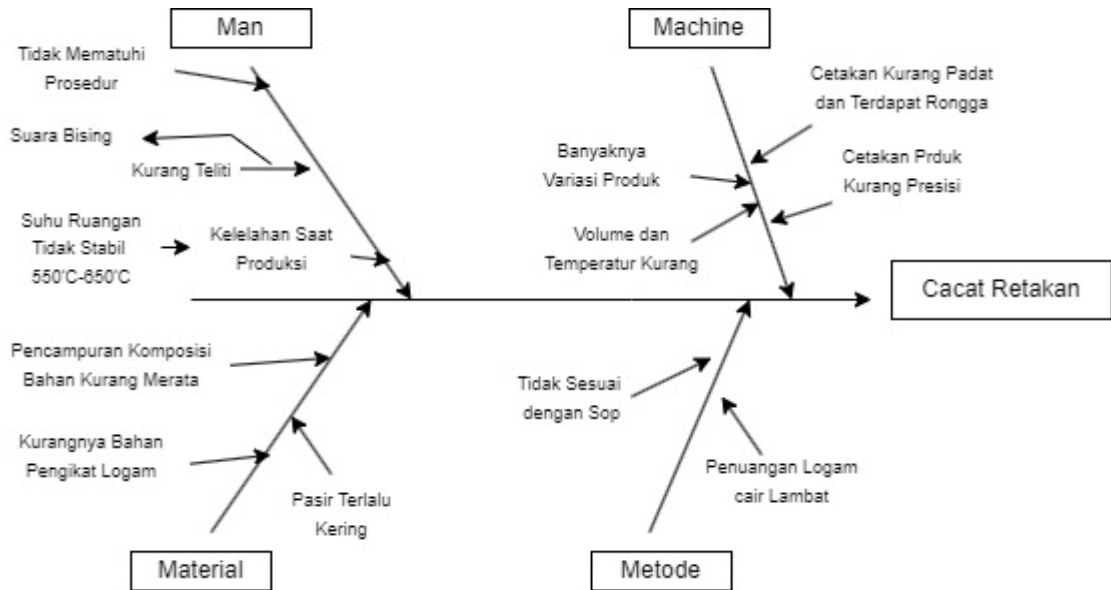 Man
Machine
Tidak Mematuhi
Prosedur
Suara Bising
Kurang Teliti
Suhu Ruangan
Tidak Stabil
550'C-650'C
Kelelahan Saat
Produksi
Cetakan Kurang Padat
dan Terdapat Rongga
Banyaknya
Variasi Produk
Cetakan Prduk
Kurang Presisi
Volume dan
Temperatur Kurang
Cacat Retakan
Pencampuran Komposisi
Bahan Kurang Merata
Kurangnya Bahan
Pengikat Logam
Pasir Terlalu
Kering
Tidak Sesuai
dengan Sop
Penuangan Logam
cair Lambat
Material
Metode